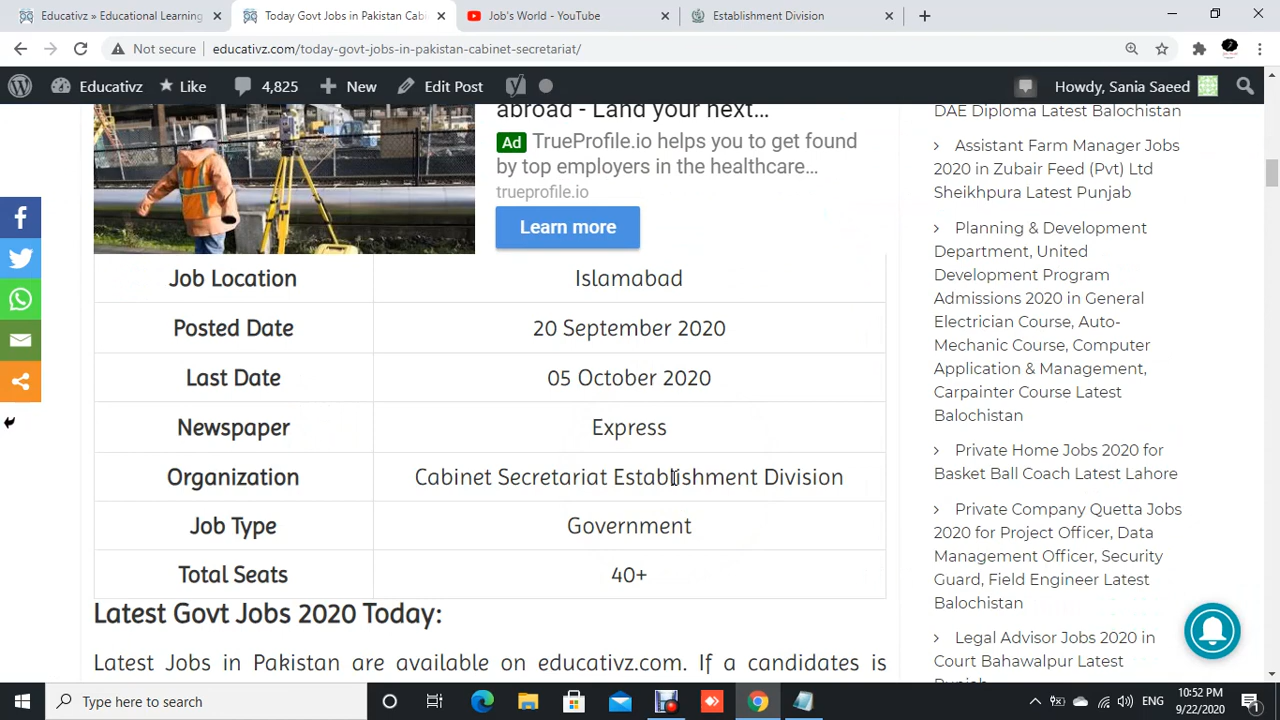 Educativz » Educational Learning
Today Govt Jobs in Pakistan Cabi
Job's World - YouTube
Establishment Division
Not secure
educativz.com/today-govt-jobs-in-pakistan-cabinet-secretariat/
Educativz
Like
4,825
New
Edit Post
Howdy, Sania Saeed
abroad - Land your next...
Ad TrueProfile.io helps you to get found
by top employers in the healthcare...
trueprofile.io
Learn more
Job Location Islamabad
Posted Date 20 September 2020
Last Date 05 October 2020
Newspaper Express
Organization Cabinet Secretariat Establishment Division
Job Type Government
Total Seats 40+
Latest Govt Jobs 2020 Today:
Latest Jobs in Pakistan are available on educativz.com. If a candidates is
DAE Diploma Latest Balochistan
Assistant Farm Manager Jobs
2020 in Zubair Feed (Pvt) Ltd
Sheikhpura Latest Punjab
Planning & Development
Department, United
Development Program
Admissions 2020 in General
Electrician Course, Auto-
Mechanic Course, Computer
Application & Management,
Carpainter Course Latest
Balochistan
Private Home Jobs 2020 for
Basket Ball Coach Latest Lahore
Private Company Quetta Jobs
2020 for Project Officer, Data
Management Officer, Security
Guard, Field Engineer Latest
Balochistan
Legal Advisor Jobs 2020 in
Court Bahawalpur Latest
Punjab
Type here to search
ENG
10:52 PM
9/22/2020
1